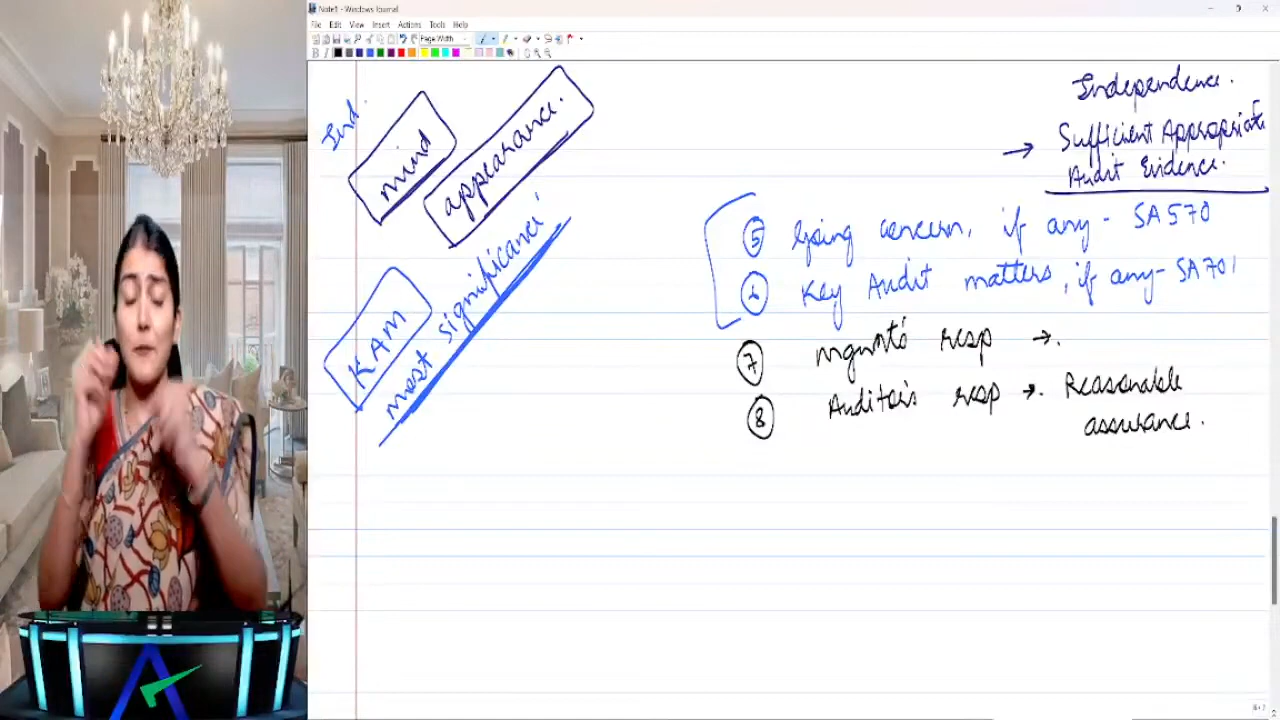 Note1 - Windows Journal
File Edit View Insert Actions Tools Help
Page Width
Ind.
mind
appearance.
KAM
most significance
Independence.
→ Sufficient Appropriate
Audit Evidence.
5 Going concern, if any - SA 570
6 Key Audit matters, if any - SA 701
7 mgmt's resp →.
8 Auditor's resp →. Reasonable
assurance.